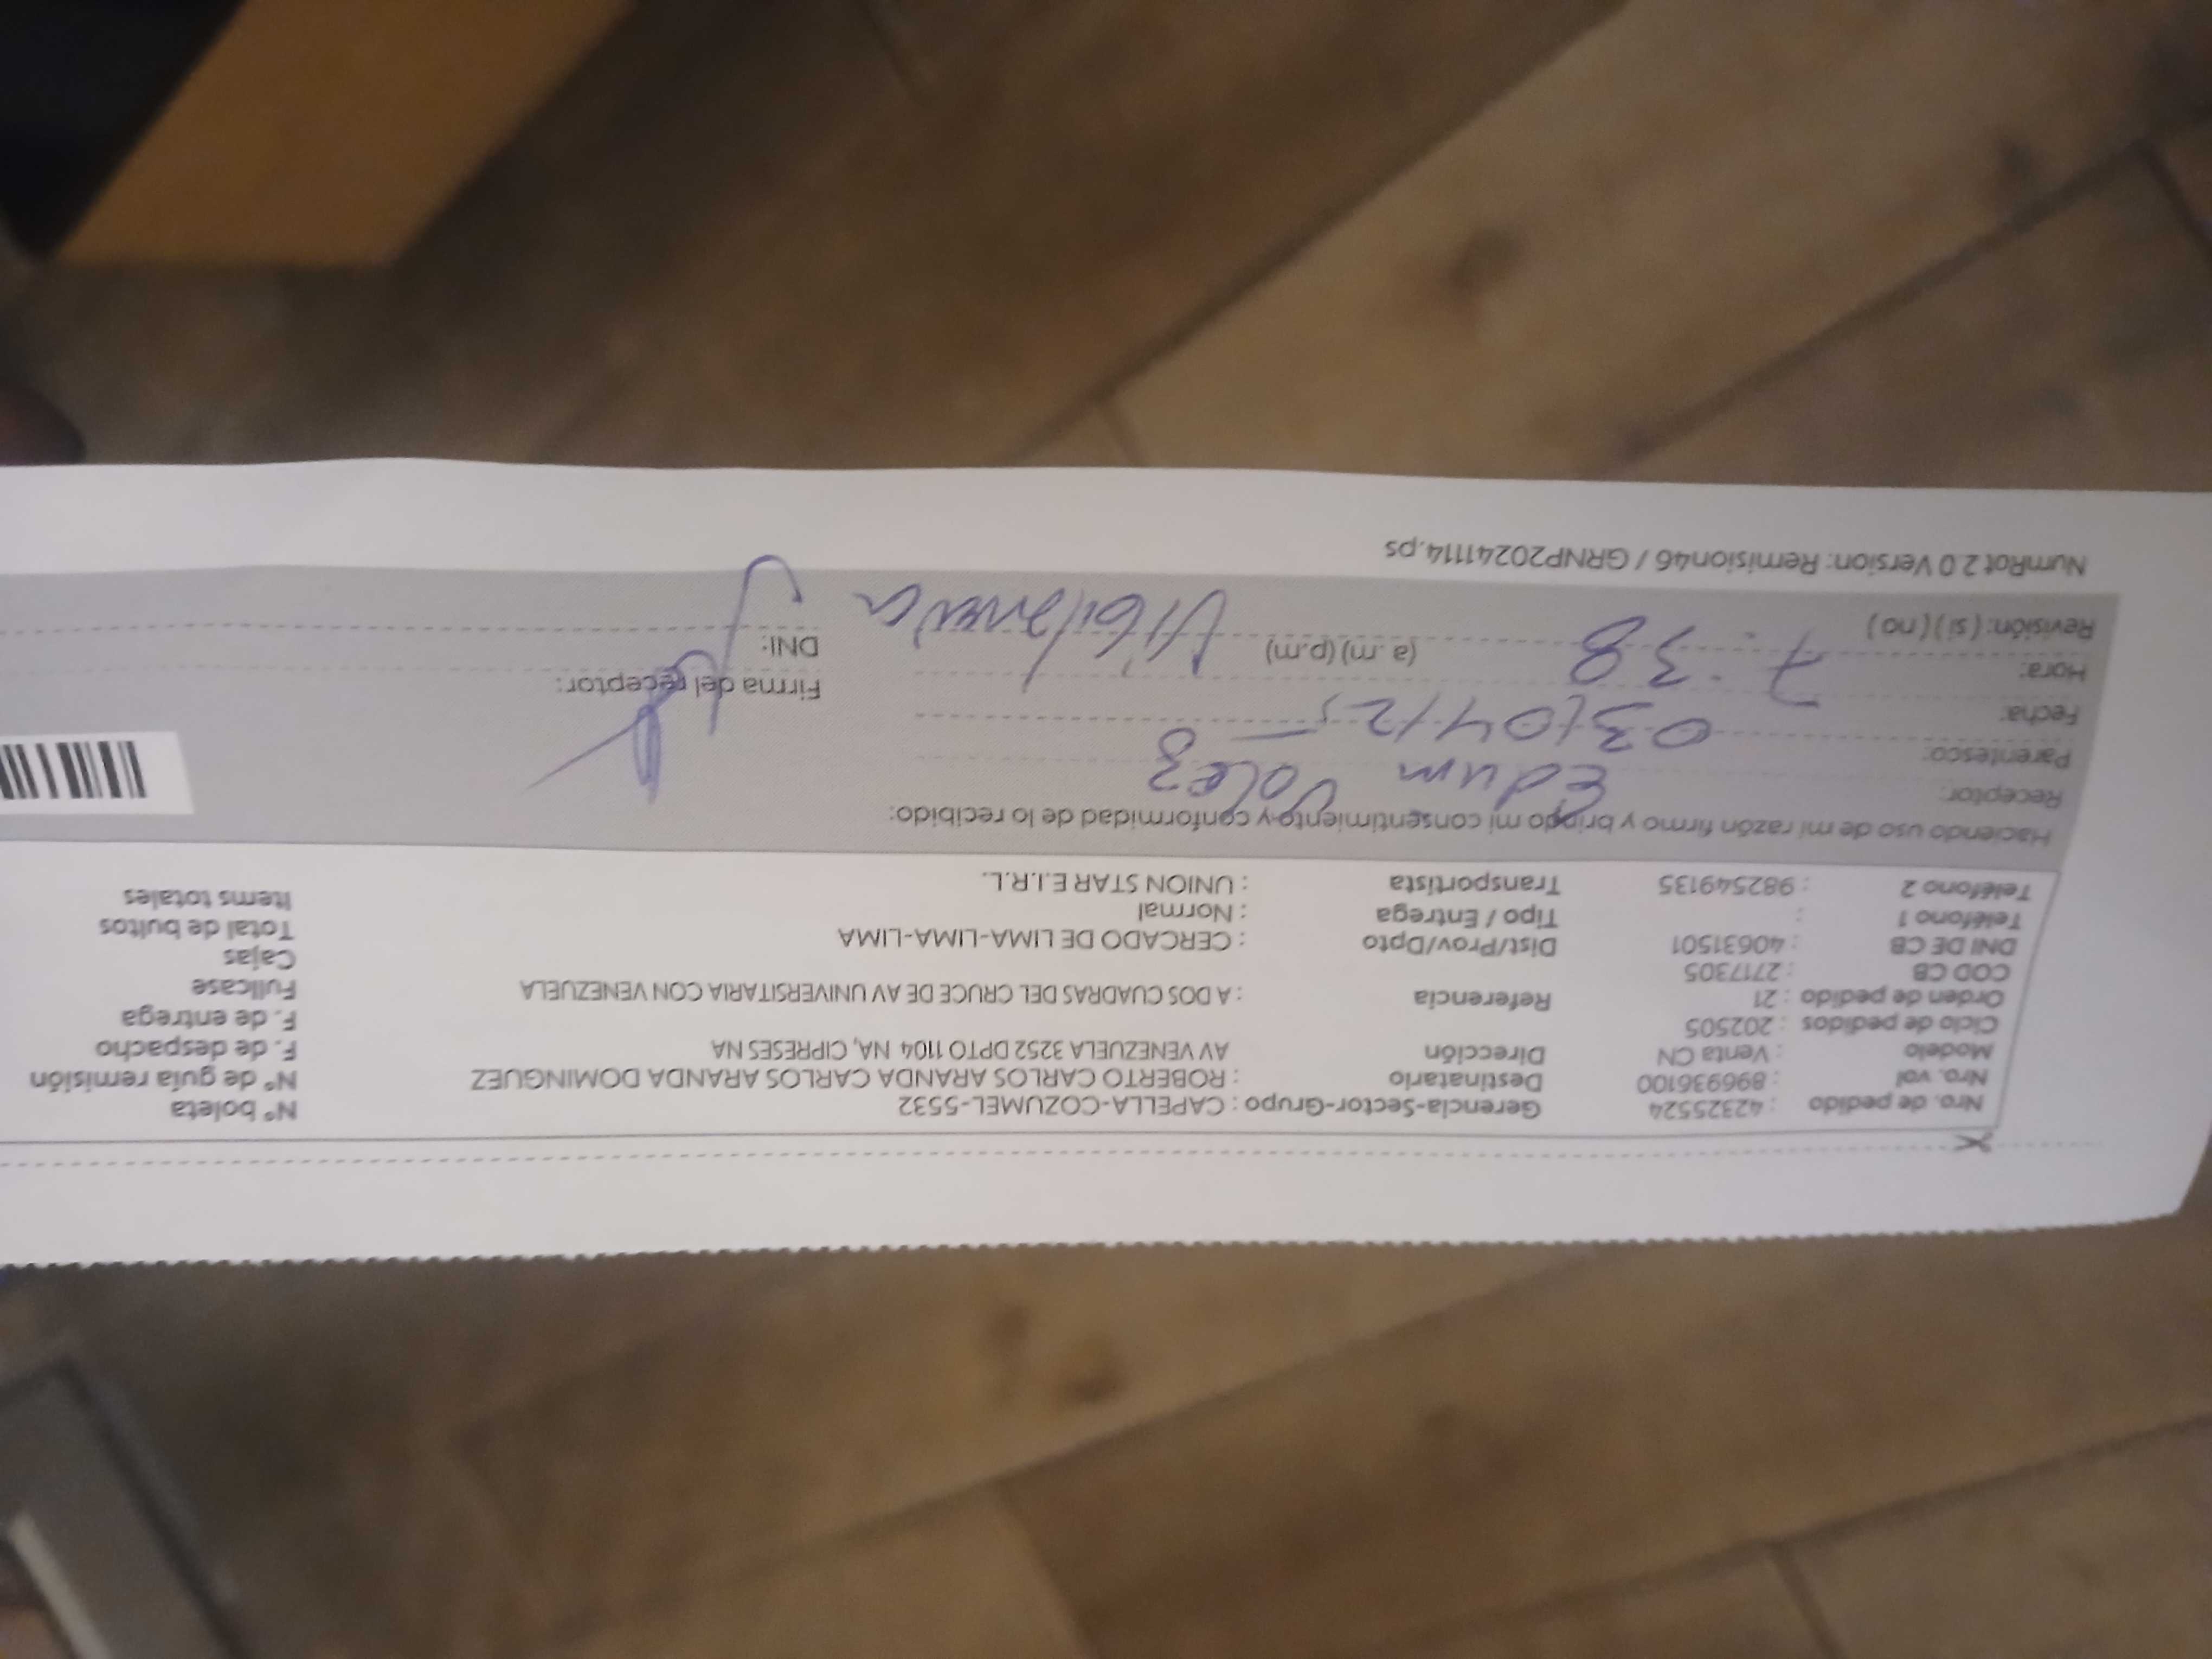 Nro. de pedido : 42325524 Gerencia-Sector-Grupo : CAPELLA-COZUMEL-5532 N° boleta
Nro. vol : 896936100 Destinatario : ROBERTO CARLOS ARANDA CARLOS ARANDA DOMINGUEZ N° de guía remisión
Modelo : Venta CN Dirección AV VENEZUELA 3252 DPTO 1104 NA, CIPRESES NA F. de despacho
Ciclo de pedidos : 202505 F. de entrega
Orden de pedido : 21 Referencia : A DOS CUADRAS DEL CRUCE DE AV UNIVERSITARIA CON VENEZUELA Fullcase
COD CB : 2717305 Cajas
DNI DE CB : 40631501 Dist/Prov/Dpto : CERCADO DE LIMA-LIMA-LIMA Total de bultos
Teléfono 1 : Tipo / Entrega : Normal Items totales
Teléfono 2 : 982549135 Transportista : UNION STAR E.I.R.L.
Haciendo uso de mi razón firmo y brindo mi consentimiento y conformidad de lo recibido:
Receptor:
Parentesco:
Fecha: 03/04/25 Firma del receptor:
Hora: 7:38 (a. m) (p.m) DNI:
Revisión: ( si ) ( no )
NumRot 2 0 Version: Remision46 / GRNP20241114.ps